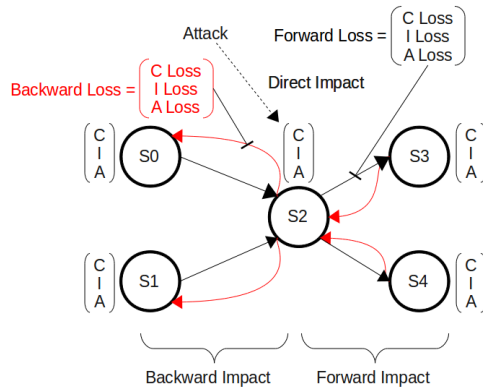 Attack
Forward Loss =
C Loss
I Loss
A Loss
Direct Impact
Backward Loss =
C Loss
I Loss
A Loss
C
I
A
S0
C
I
A
S3
C
I
A
S2
C
I
A
S1
S4
C
I
A
Backward Impact
Forward Impact